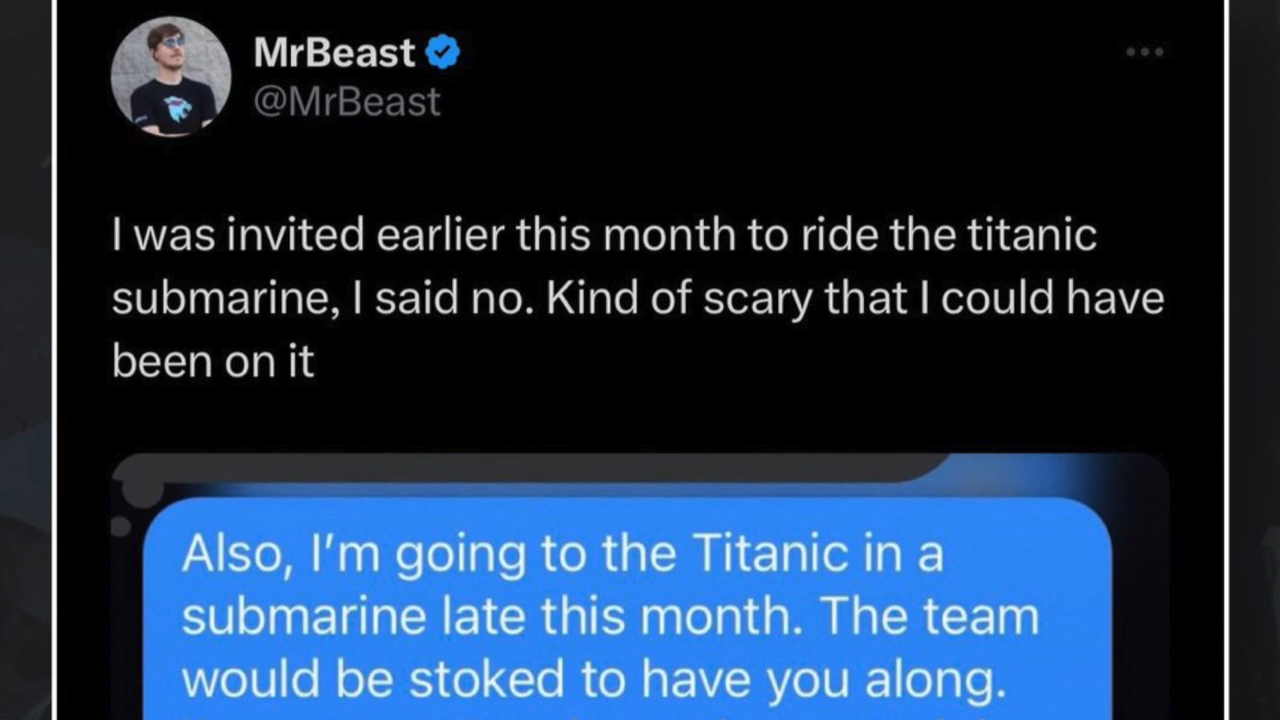 MrBeast
@MrBeast
I was invited earlier this month to ride the titanic
submarine, I said no. Kind of scary that I could have
been on it
Also, I’m going to the Titanic in a
submarine late this month. The team
would be stoked to have you along.